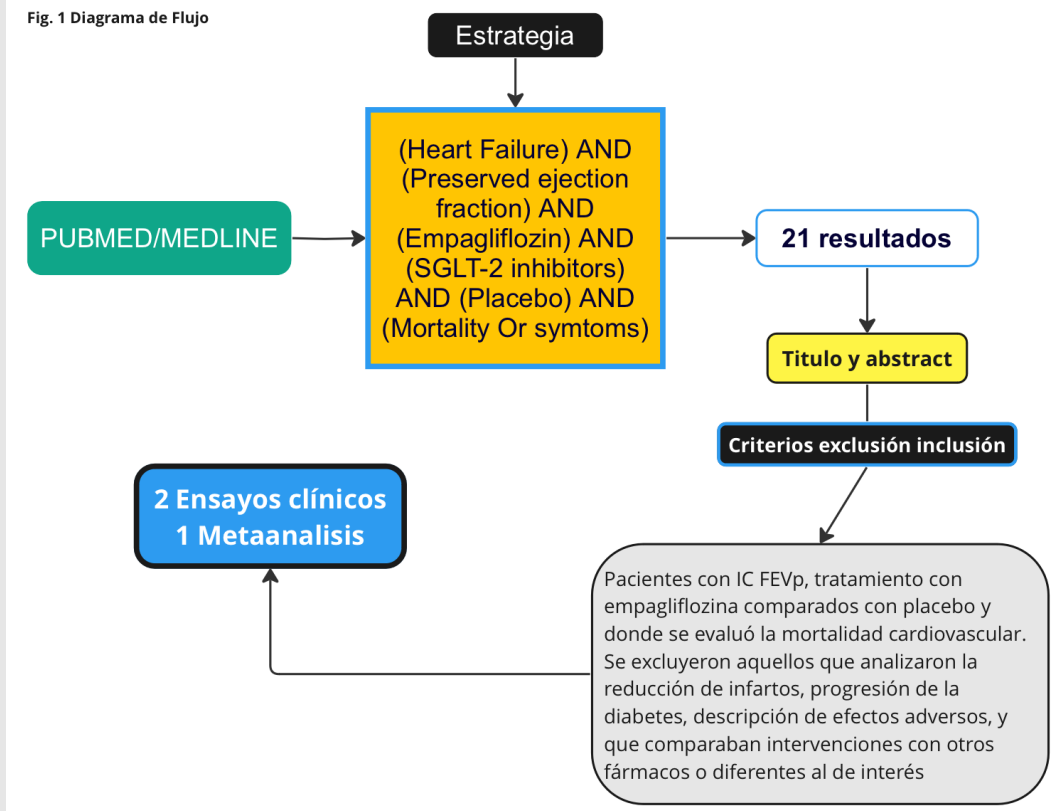 Fig. 1 Diagrama de Flujo
Estrategia
(Heart Failure) AND
(Preserved ejection
fraction) AND
(Empagliflozin) AND
(SGLT-2 inhibitors)
AND (Placebo) AND
(Mortality Or symtoms)
PUBMED/MEDLINE
21 resultados
Titulo y abstract
Criterios exclusión inclusión
Pacientes con IC FEVp, tratamiento con
empagliflozina comparados con placebo y
donde se evaluó la mortalidad cardiovascular.
Se excluyeron aquellos que analizaron la
reducción de infartos, progresión de la
diabetes, descripción de efectos adversos, y
que comparaban intervenciones con otros
fármacos o diferentes al de interés
2 Ensayos clínicos
1 Metaanalisis